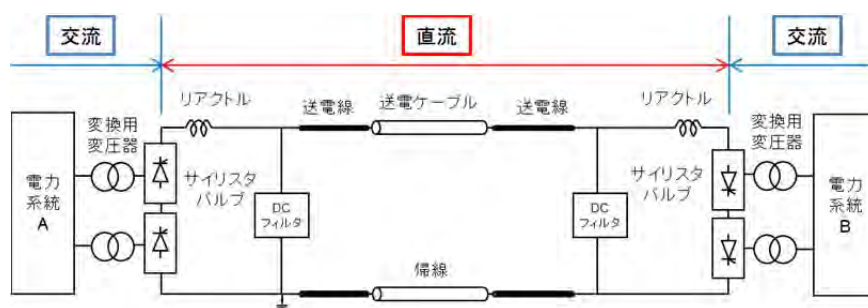 交流
直流
交流
リアクトル
送電線
送電ケーブル
送電線
リアクトル
変換用
変圧器
変換用
変圧器
電力
系統
A
サイリスタ
バルブ
DC
フィルタ
DC
フィルタ
サイリスタ
バルブ
電力
系統
B
帰線